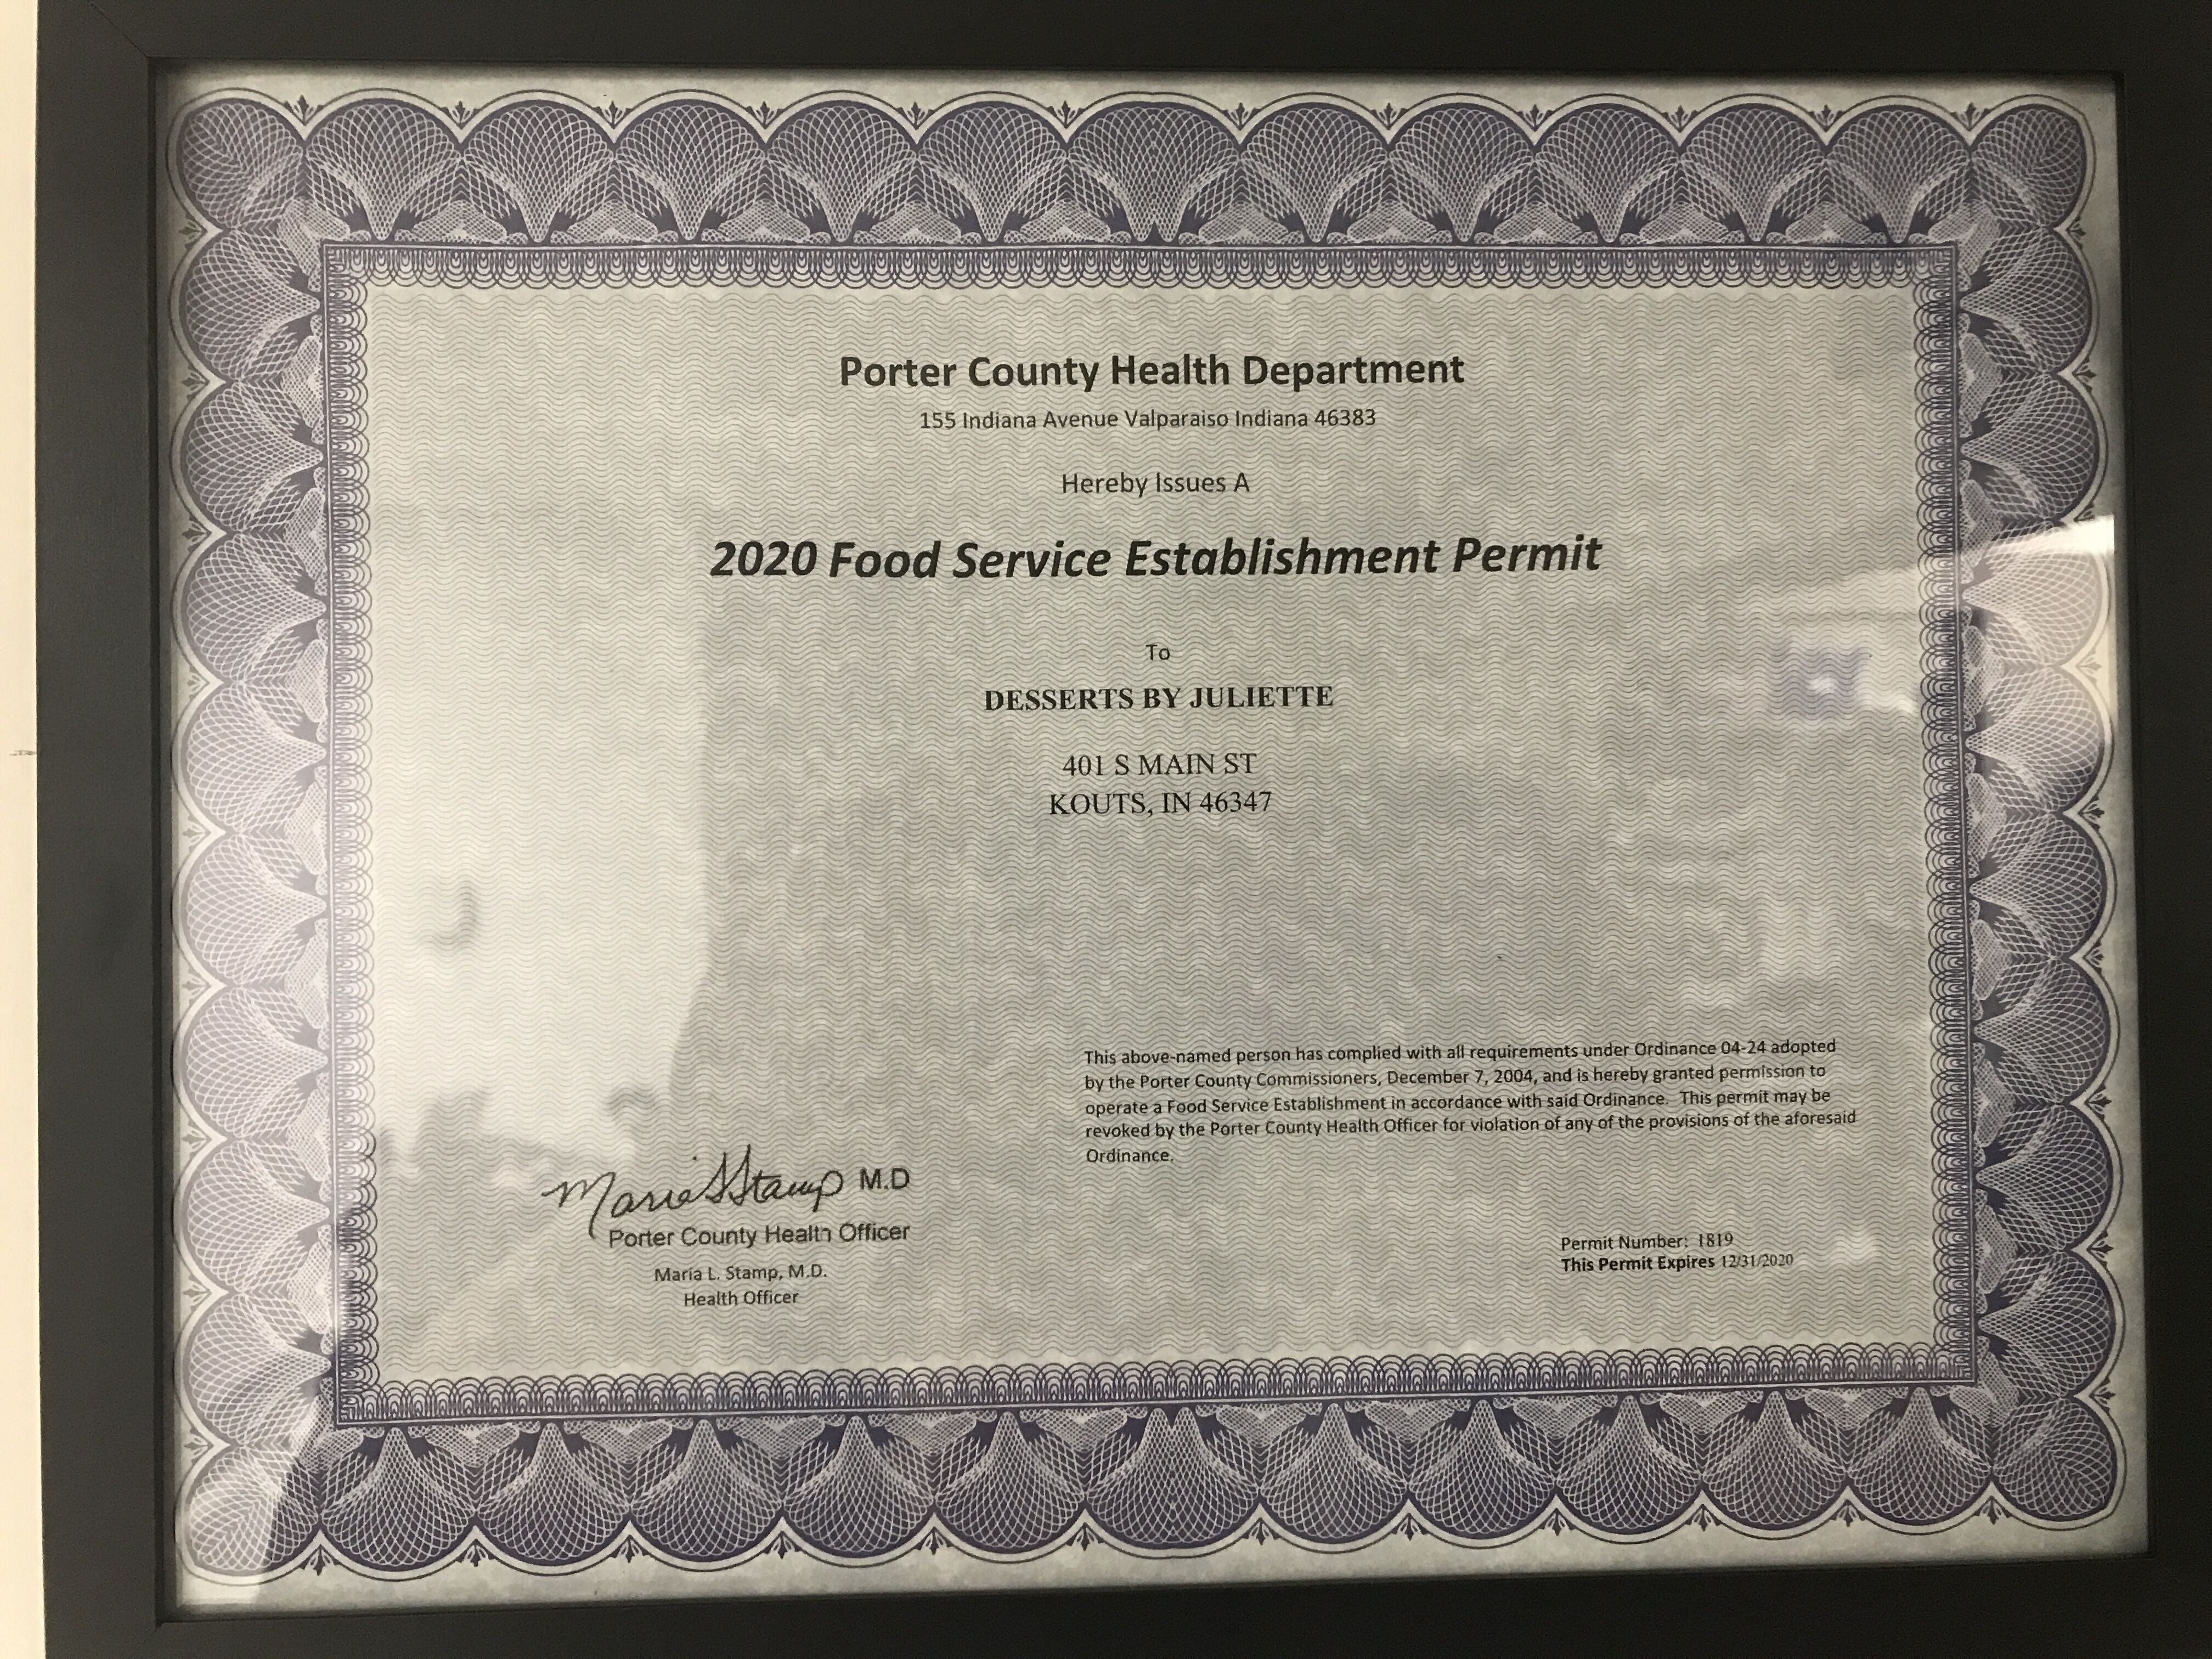 Porter County Health Department
155 Indiana Avenue Valparaiso Indiana 46383
Hereby Issues A
2020 Food Service Establishment Permit
To
DESSERTS BY JULIETTE
401 S MAIN ST
KOUTS, IN 46347
This above-named person has complied with all requirements under Ordinance 04-24 adopted
by the Porter County Commissioners, December 7, 2004, and is hereby granted permission to
operate a Food Service Establishment in accordance with said Ordinance. This permit may be
revoked by the Porter County Health Officer for violation of any of the provisions of the aforesaid
Ordinance.
Maria L Stamp M.D
Porter County Health Officer
Maria L. Stamp, M.D.
Health Officer
Permit Number: 1819
This Permit Expires 12/31/2020